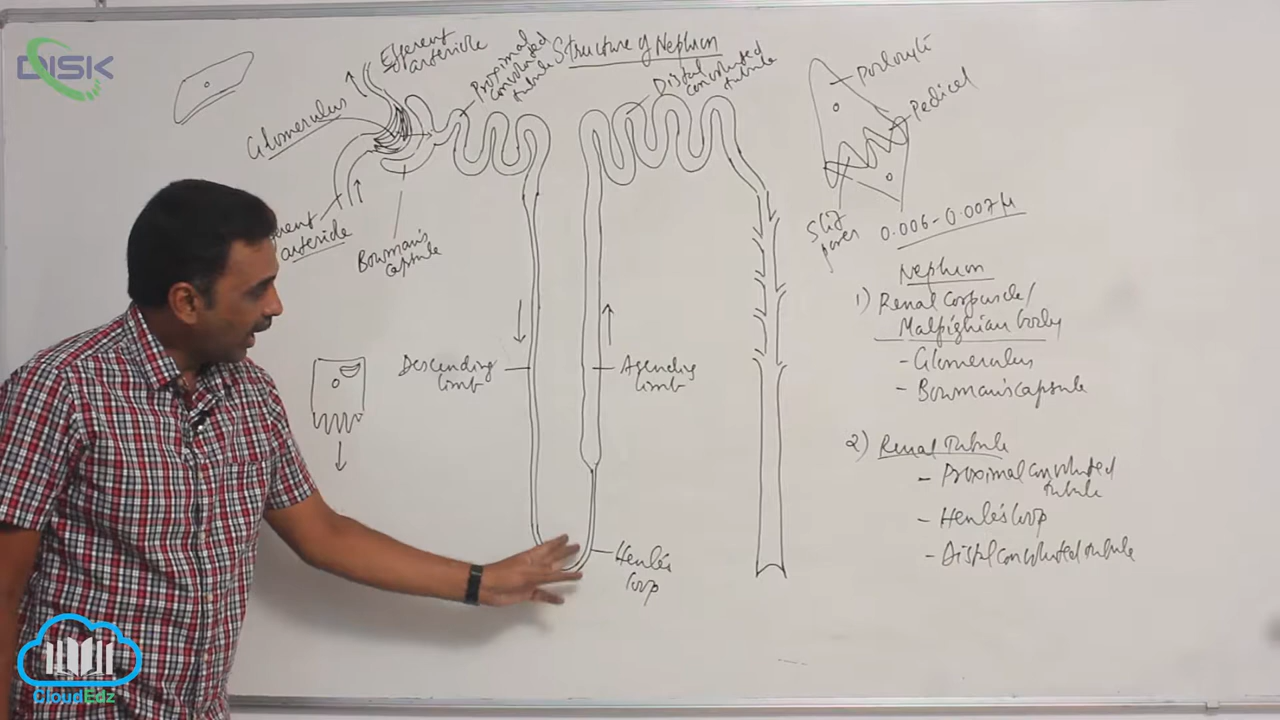 DISK
Efferent
arteriole
Proximal
convoluted
tubule
Structure of Nephron
Distal
convoluted
tubule
Podocyte
Pedicel
Glomerulus
arteriole
Bowman's
capsule
Slit
pores
0.006-0.007µ
Nephron
1) Renal Corpuscle/
Malpighian body
- Glomerulus
- Bowman's capsule
Descending
limb
Ascending
limb
2) Renal Tubule
- Proximal convoluted
tubule
- Henle's loop
- Distal convoluted tubule
Henle's
loop
CloudEdz